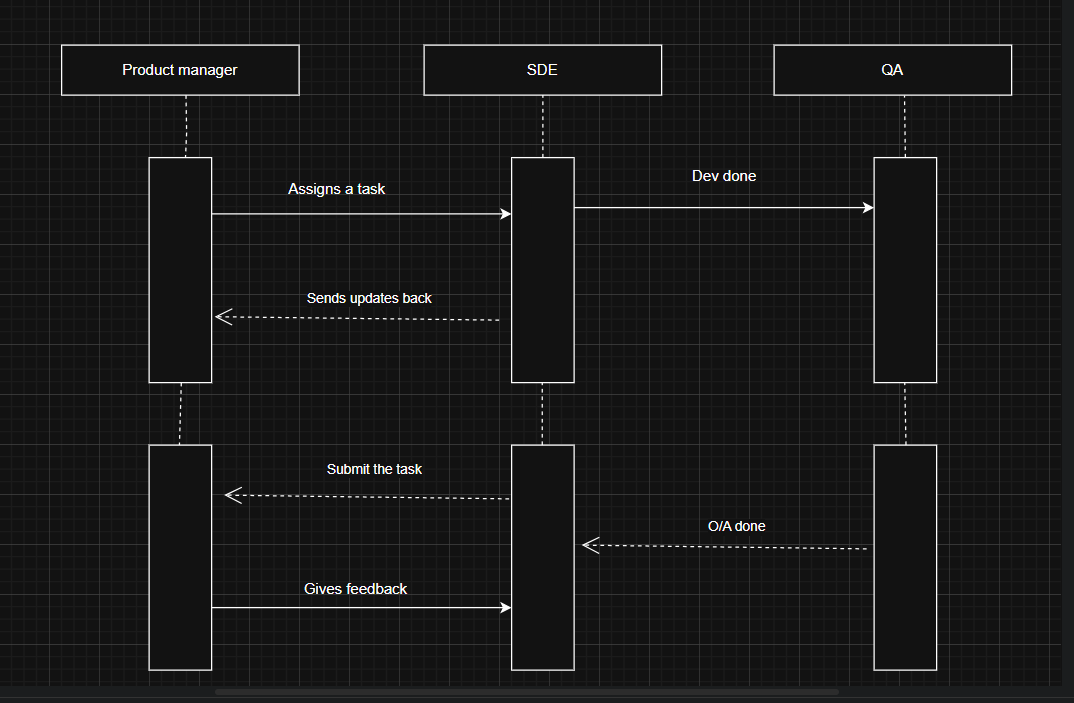 Product manager
SDE
QA
Dev done
Assigns a task
Sends updates back
Submit the task
O/A done
Gives feedback